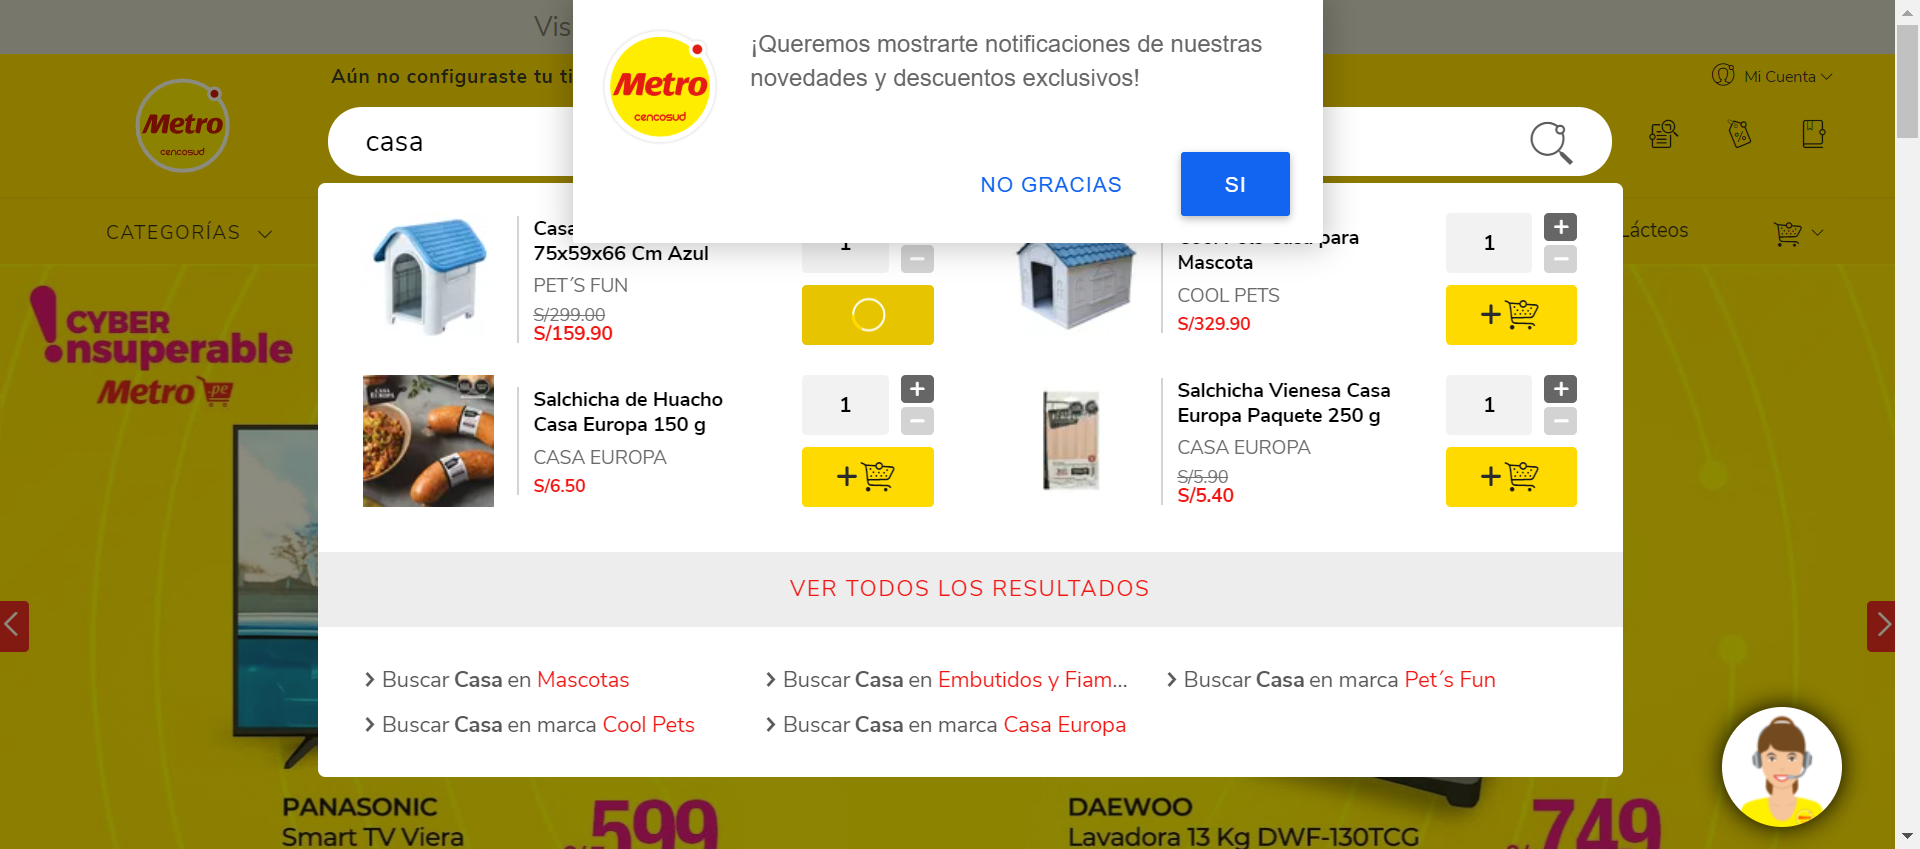 Vis
¡Queremos mostrarte notificaciones de nuestras
novedades y descuentos exclusivos!
Metro
cencosud
NO GRACIAS
SI
Aún no configuraste tu ti
Mi Cuenta
Metro
cencosud
casa
CATEGORÍAS
Lácteos
Casa
75x59x66 Cm Azul
PET´S FUN
S/299.00
S/159.90
1
Cool Pets Casa para
Mascota
COOL PETS
S/329.90
1
Salchicha de Huacho
Casa Europa 150 g
CASA EUROPA
S/6.50
1
Salchicha Vienesa Casa
Europa Paquete 250 g
CASA EUROPA
S/5.90
S/5.40
1
VER TODOS LOS RESULTADOS
Buscar Casa en Mascotas
Buscar Casa en Embutidos y Fiam...
Buscar Casa en marca Pet´s Fun
Buscar Casa en marca Cool Pets
Buscar Casa en marca Casa Europa
CYBER
!nsuperable
Metro pe
PANASONIC
Smart TV Viera
599
DAEWOO
Lavadora 13 Kg DWF-130TCG
S/ 749